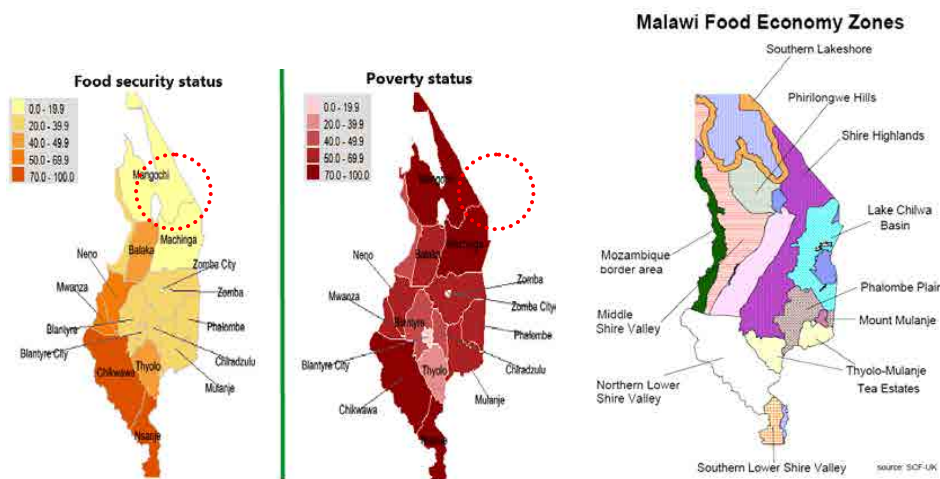 Food security status
0.0 - 19.9
20.0 - 39.9
40.0 - 49.9
50.0 - 69.9
70.0 - 100.0
Mangochi
Machinga
Balaka
Neno
Zomba City
Mwanza
Zomba
Blantyre
Phalombe
Blantyre City
Chiradzulu
Chikwawa
Thyolo
Mulanje
Nsanje
Poverty status
0.0 - 19.9
20.0 - 39.9
40.0 - 49.9
50.0 - 69.9
70.0 - 100.0
Machinga
Balaka
Neno
Zomba
Mwanza
Zomba City
Blantyre
Phalombe
Blantyre City
Chiradzulu
Thyolo
Chikwawa
Mulanje
Malawi Food Economy Zones
Southern Lakeshore
Phirilongwe Hills
Shire Highlands
Lake Chilwa
Basin
Mozambique
border area
Phalombe Plain
Middle
Shire Valley
Mount Mulanje
Northern Lower
Shire Valley
Thyolo-Mulanje
Tea Estates
Southern Lower Shire Valley
source: SCF-UK